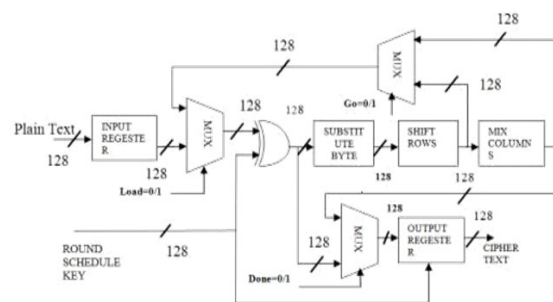 128
128
MUX
128
Go=0/1
128
128
Plain Text
128
INPUT
REGESTE
R
128
MUX
Load=0/1
SUBSTIT
UTE
BYTE
128
SHIFT
ROWS
MIX
COLUMN
S
128
128
ROUND
SCHEDULE
KEY
128
128
MUX
Done=0/1
OUTPUT
REGESTE
R
128
CIPHER
TEXT